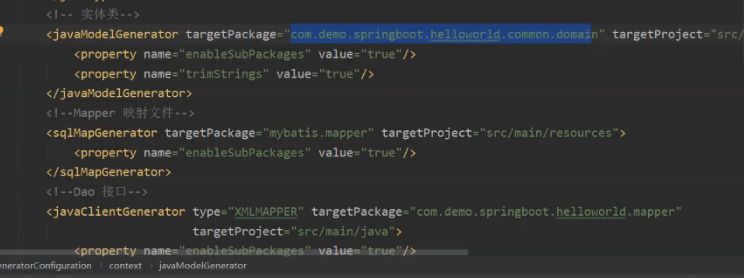 <!-- 实体类-->
<javaModelGenerator targetPackage="com.demo.springboot.helloworld.common.domain" targetProject="src/
<property name="enableSubPackages" value="true"/>
<property name="trimStrings" value="true"/>
</javaModelGenerator>
<!--Mapper 映射文件-->
<sqlMapGenerator targetPackage="mybatis.mapper" targetProject="src/main/resources">
<property name="enableSubPackages" value="true"/>
</sqlMapGenerator>
<!--Dao 接口-->
<javaClientGenerator type="XMLMAPPER" targetPackage="com.demo.springboot.helloworld.mapper"
targetProject="src/main/java">
<property name="enableSubPackages" value="true"/>
eneratorConfiguration › context › javaModelGenerator